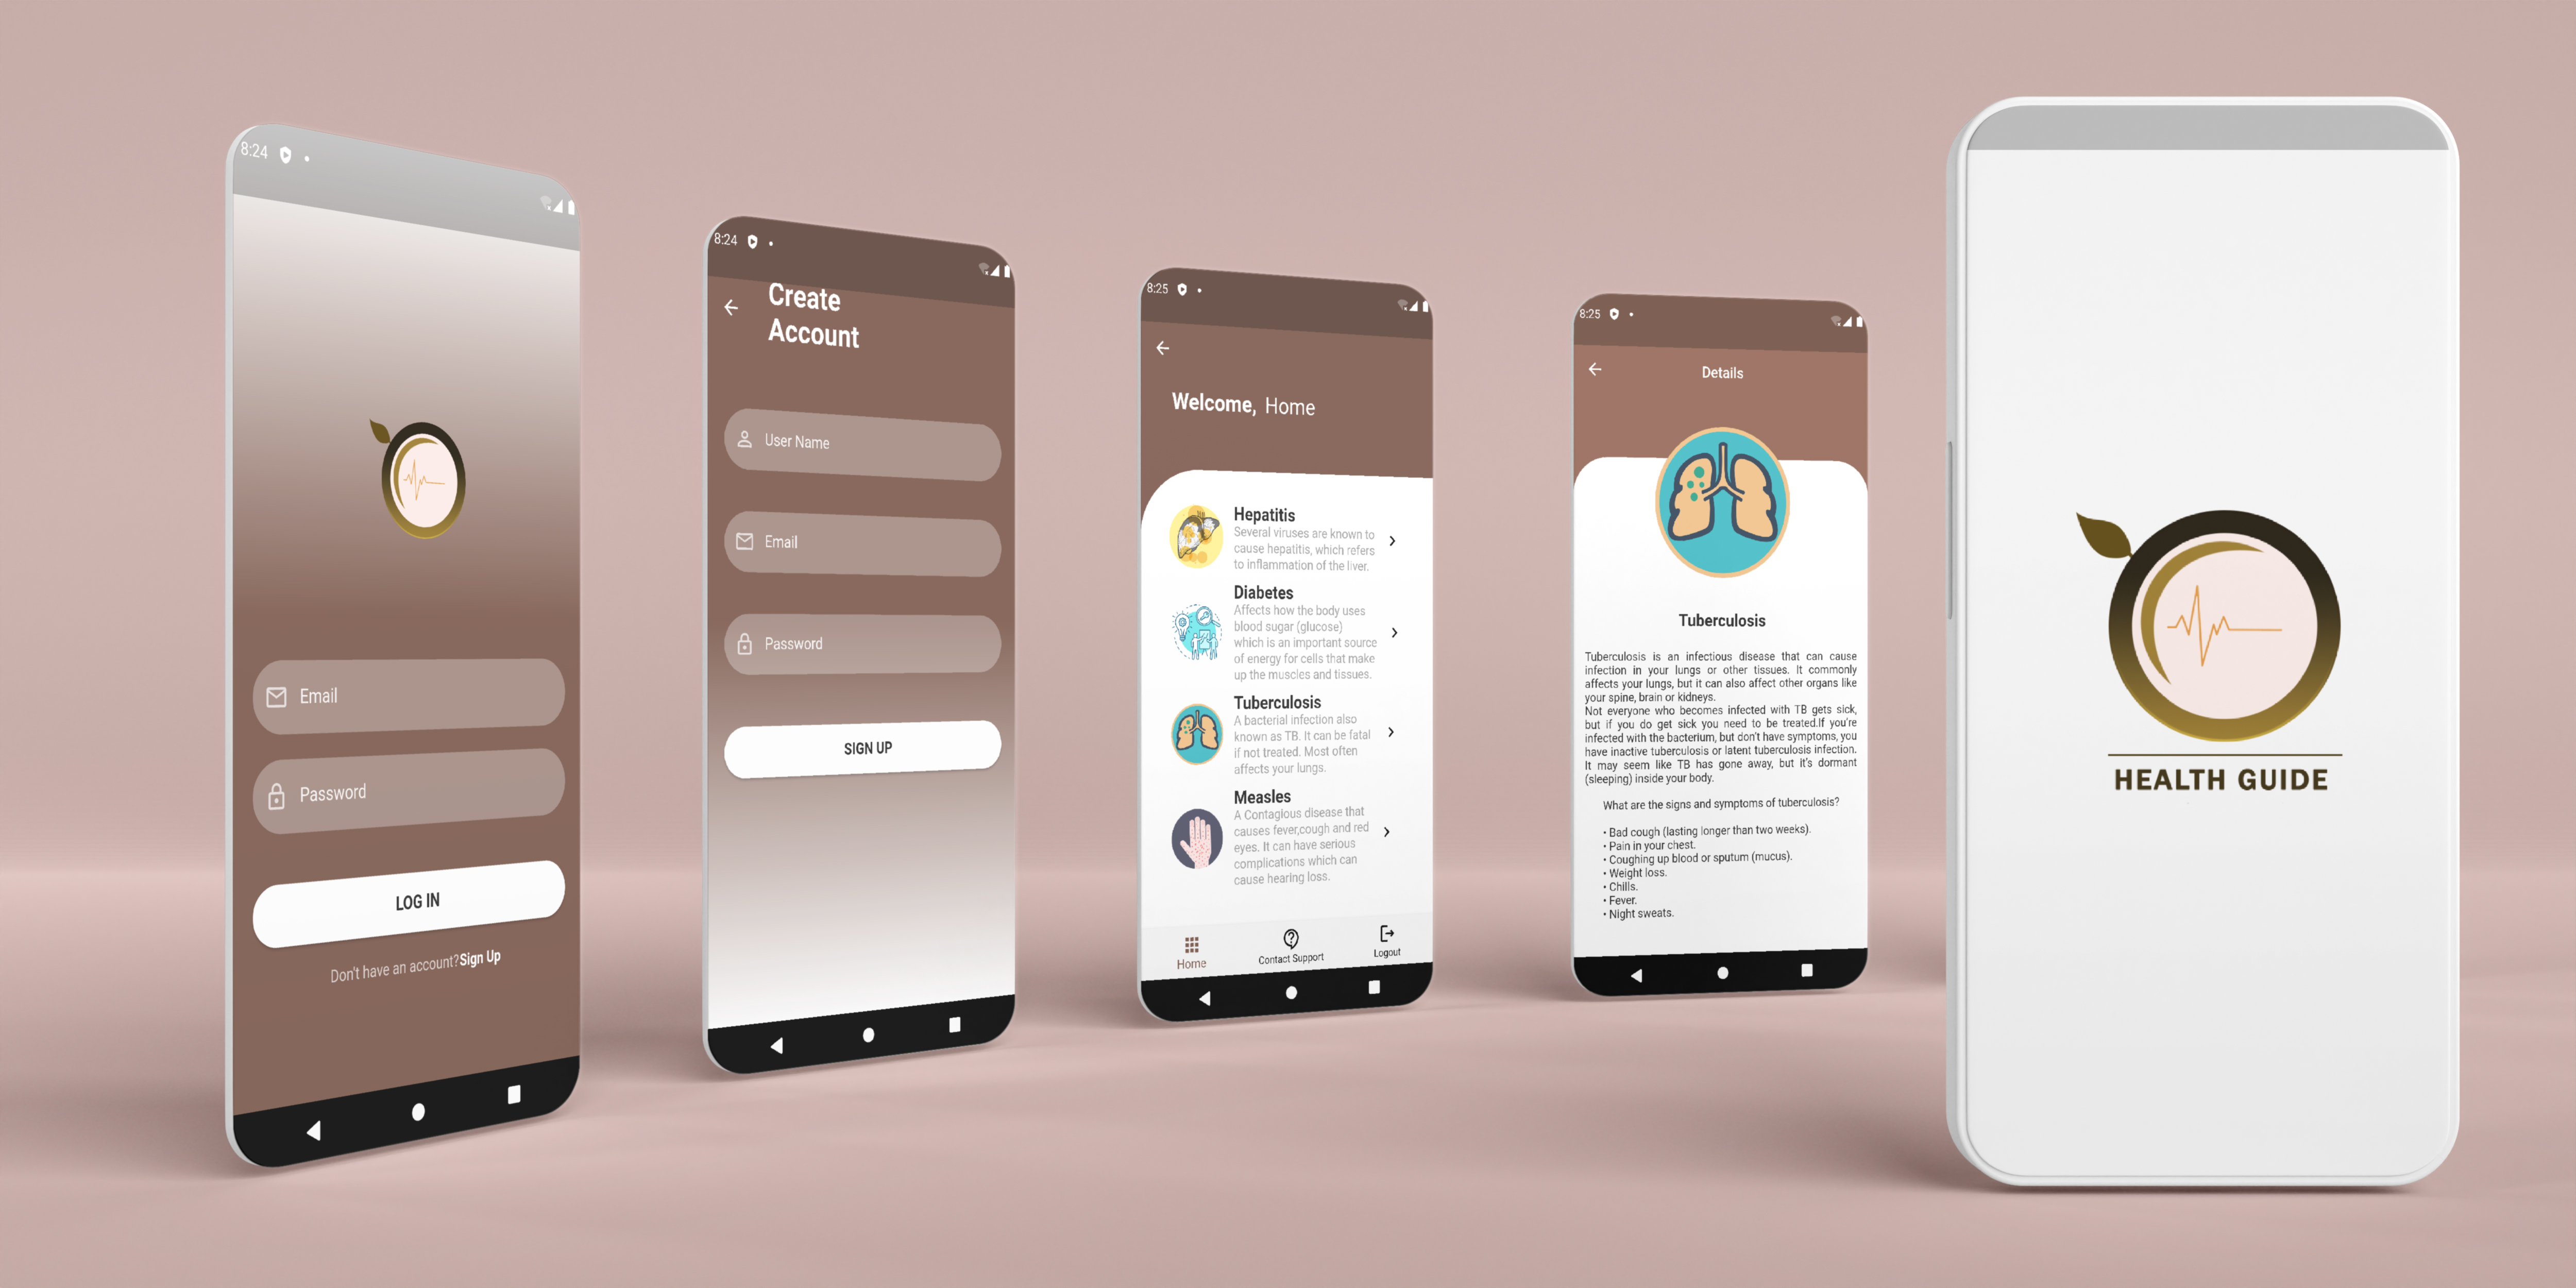 8:24
Email
Password
LOG IN
Don't have an account?Sign Up
8:24
Create
Account
User Name
Email
Password
SIGN UP
8:25
Welcome, Home
Hepatitis
Several viruses are known to
cause hepatitis, which refers
to inflammation of the liver.
Diabetes
Affects how the body uses
blood sugar (glucose)
which is an important source
of energy for cells that make
up the muscles and tissues.
Tuberculosis
A bacterial infection also
known as TB. It can be fatal
if not treated. Most often
affects your lungs.
Measles
A Contagious disease that
causes fever,cough and red
eyes. It can have serious
complications which can
cause hearing loss.
Home
Contact Support
Logout
8:25
Details
Tuberculosis
Tuberculosis is an infectious disease that can cause
infection in your lungs or other tissues. It commonly
affects your lungs, but it can also affect other organs like
your spine, brain or kidneys.
Not everyone who becomes infected with TB gets sick,
but if you do get sick you need to be treated.If you're
infected with the bacterium, but don't have symptoms, you
have inactive tuberculosis or latent tuberculosis infection.
It may seem like TB has gone away, but it's dormant
(sleeping) inside your body.
What are the signs and symptoms of tuberculosis?
• Bad cough (lasting longer than two weeks).
• Pain in your chest.
• Coughing up blood or sputum (mucus).
• Weight loss.
• Chills.
• Fever.
• Night sweats.
HEALTH GUIDE